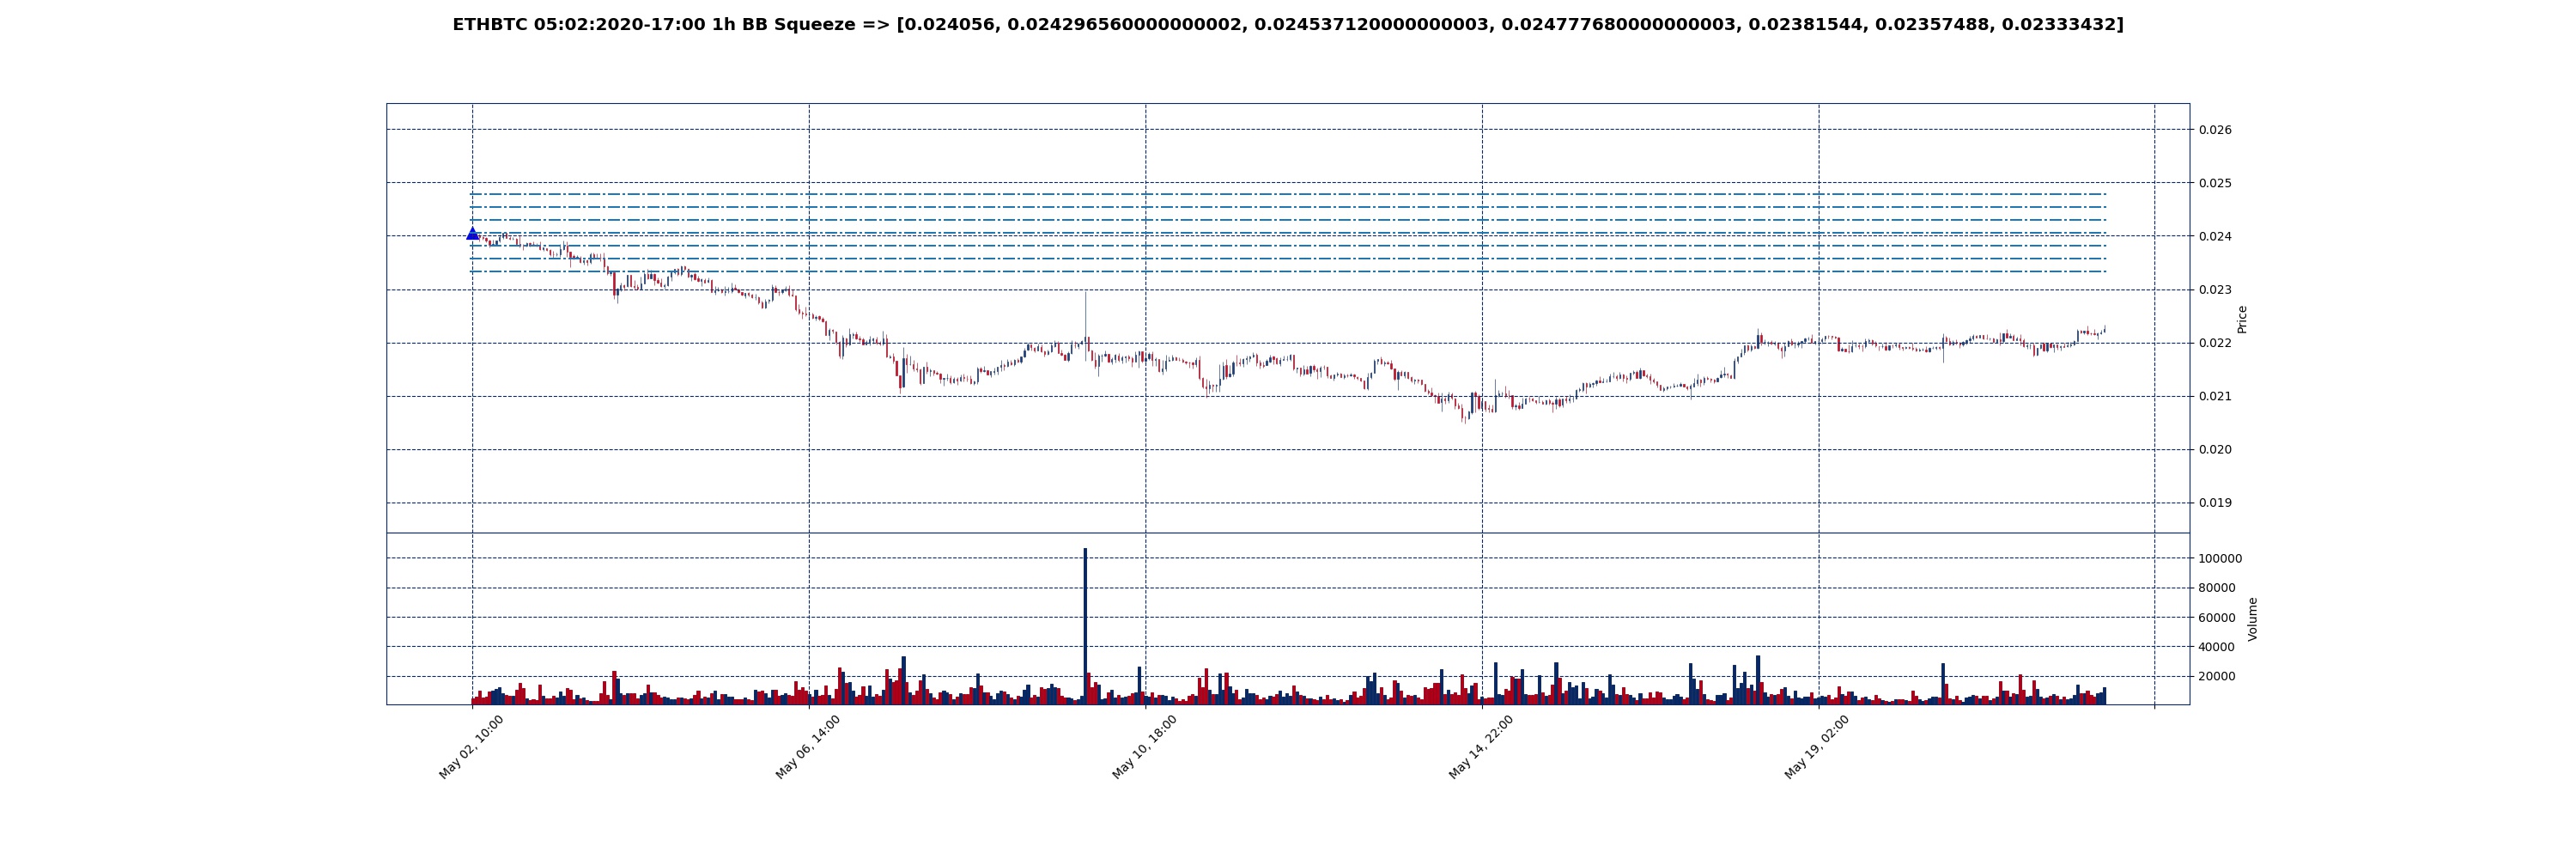 ETHBTC 05:02:2020-17:00 1h BB Squeeze => [0.024056, 0.024296560000000002, 0.024537120000000003, 0.024777680000000003, 0.02381544, 0.02357488, 0.02333432]
0.026
0.025
0.024
0.023
0.022
0.021
0.020
0.019
Price
100000
80000
60000
40000
20000
Volume
May 02, 10:00
May 06, 14:00
May 10, 18:00
May 14, 22:00
May 19, 02:00